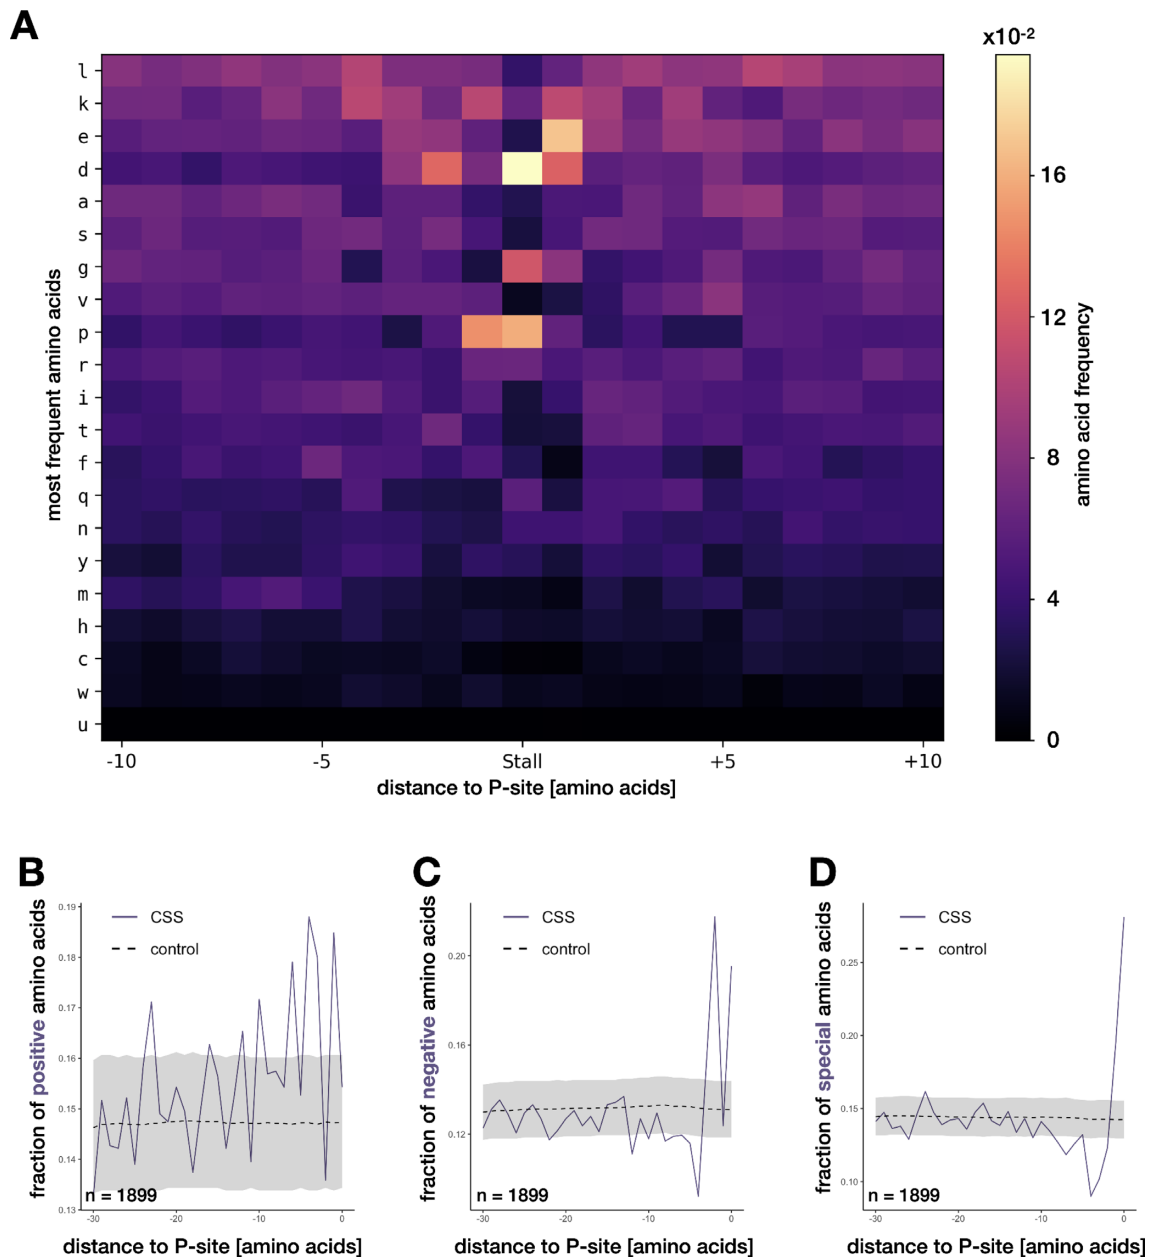 A
x10-2
most frequent amino acids
l
k
e
d
a
s
g
v
p
r
i
t
f
q
n
y
m
h
c
w
u
-10
-5
Stall
+5
+10
distance to P-site [amino acids]
16
12
8
4
0
amino acid frequency
B
fraction of positive amino acids
0.19
0.18
0.17
0.16
0.15
0.14
0.13
CSS
control
n = 1899
-30
-20
-10
0
distance to P-site [amino acids]
C
fraction of negative amino acids
0.20
0.16
0.12
CSS
control
n = 1899
-30
-20
-10
0
distance to P-site [amino acids]
D
fraction of special amino acids
0.25
0.20
0.15
0.10
CSS
control
n = 1899
-30
-20
-10
0
distance to P-site [amino acids]